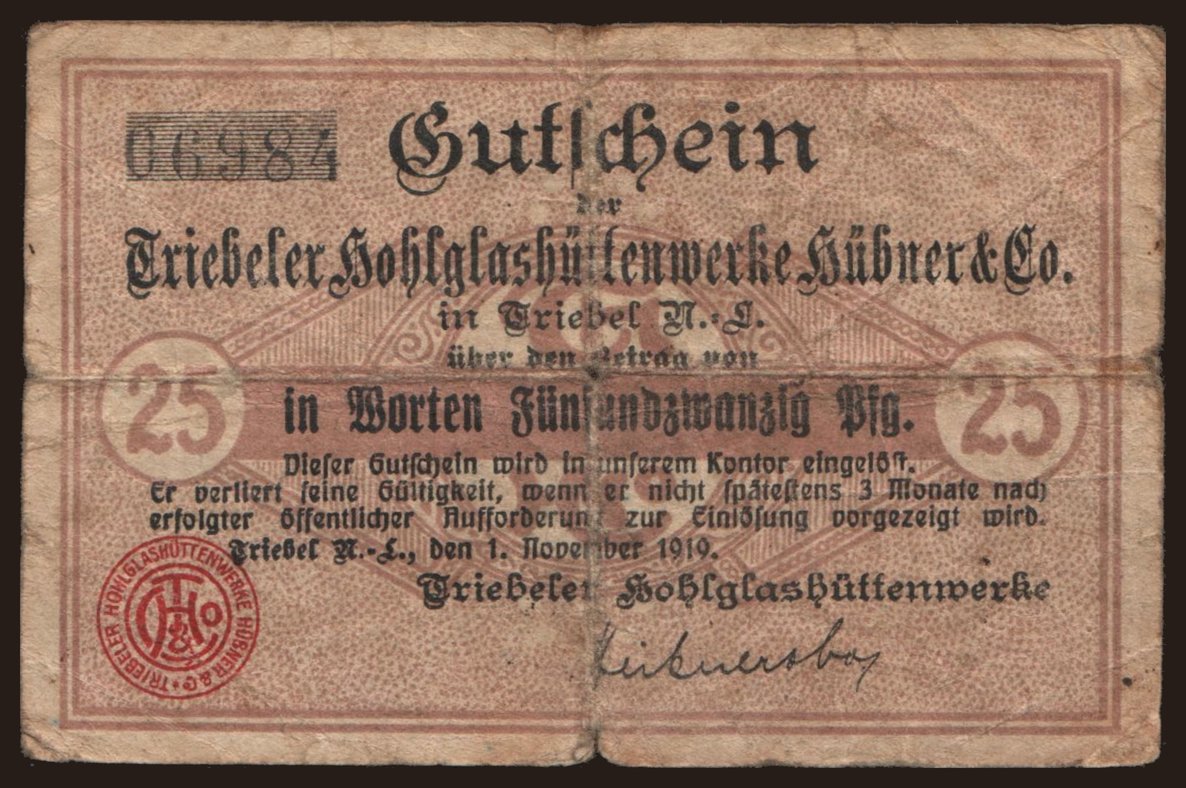 06984
Gutschein
der
Triebeler Hohlglashüttenwerke Hübner & Co.
in Triebel N.-L.
über den Betrag von
25 25
in Worten Fünfundzwanzig Pfg.
Dieser Gutschein wird in unserem Kontor eingelöst.
Er verliert seine Gültigkeit, wenn er nicht spätestens 3 Monate nach
erfolgter öffentlicher Aufforderung zur Einlösung vorgezeigt wird.
Triebel N.-L., den 1. November 1919.
Triebeler Hohlglashüttenwerke
TRIEBELER HOHLGLASHÜTTENWERKE HÜBNER & Co